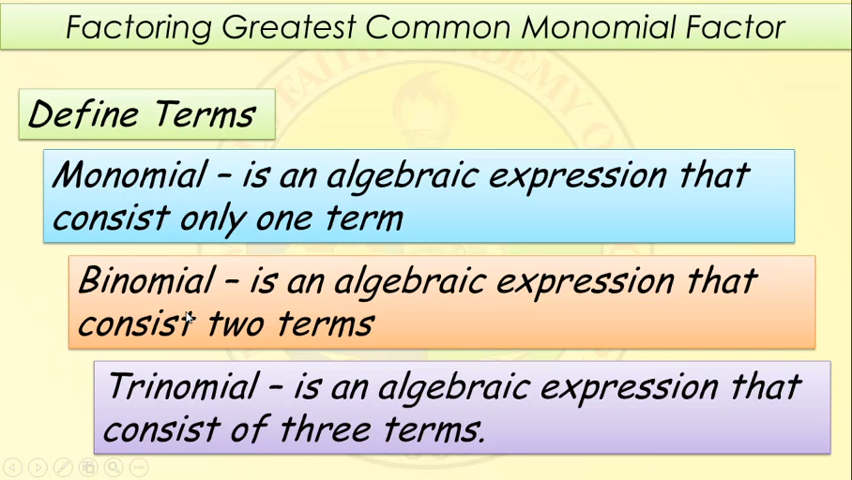 Factoring Greatest Common Monomial Factor
Define Terms
Monomial – is an algebraic expression that
consist only one term
Binomial – is an algebraic expression that
consist two terms
Trinomial – is an algebraic expression that
consist of three terms.